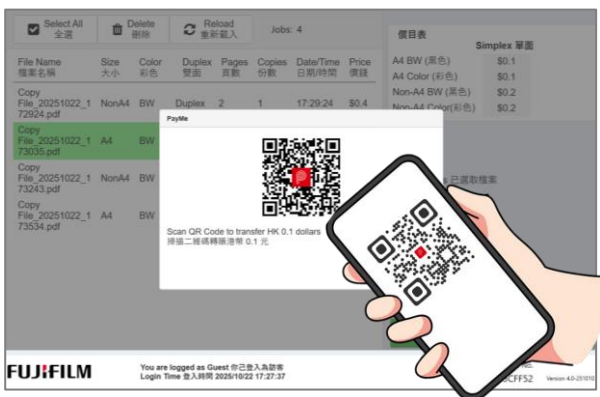 Select All
全選
Delete
刪除
Reload
重新載入
Jobs: 4
File Name
檔案名稱
Size
大小
Color
彩色
Duplex
雙面
Pages
頁數
Copies
份數
Date/Time
日期/時間
Price
價錢
Copy
File_20251022_1
72924.pdf
NonA4 BW Duplex 2 1 17:29:24 $0.4
Copy
File_20251022_1
73035.pdf
A4 BW
Copy
File_20251022_1
73243.pdf
NonA4 BW
Copy
File_20251022_1
73534.pdf
A4 BW
價目表
Simplex 單面
A4 BW (黑色) $0.1
A4 Color (彩色) $0.1
Non-A4 BW (黑色) $0.2
Non-A4 Color(彩色) $0.2
已選取檔案
PayMe
Scan QR Code to transfer HK 0.1 dollars
掃描二維碼轉賬港幣 0.1 元
FUJIFILM
You are logged as Guest 你己登入為訪客
Login Time 登入時間 2025/10/22 17:27:37
CFF52
Version 4.0-251010